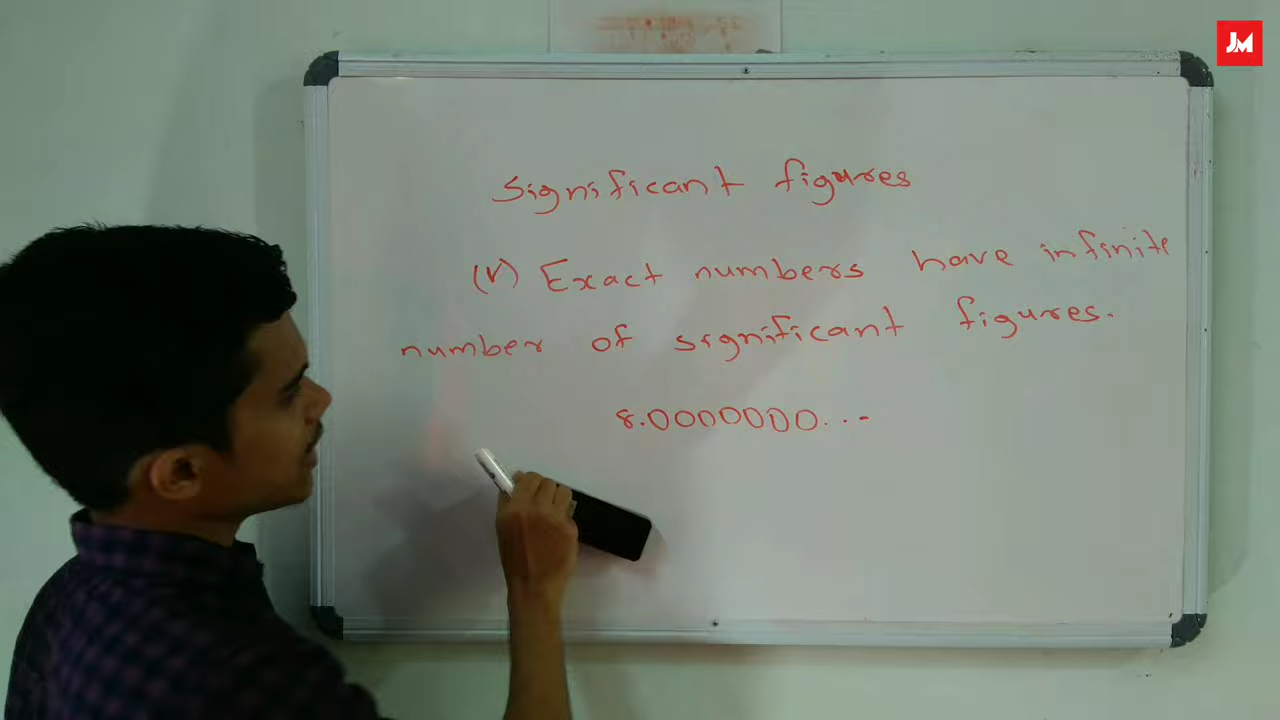 JM
Significant figures
(v) Exact numbers have infinite
number of significant figures.
8.0000000...